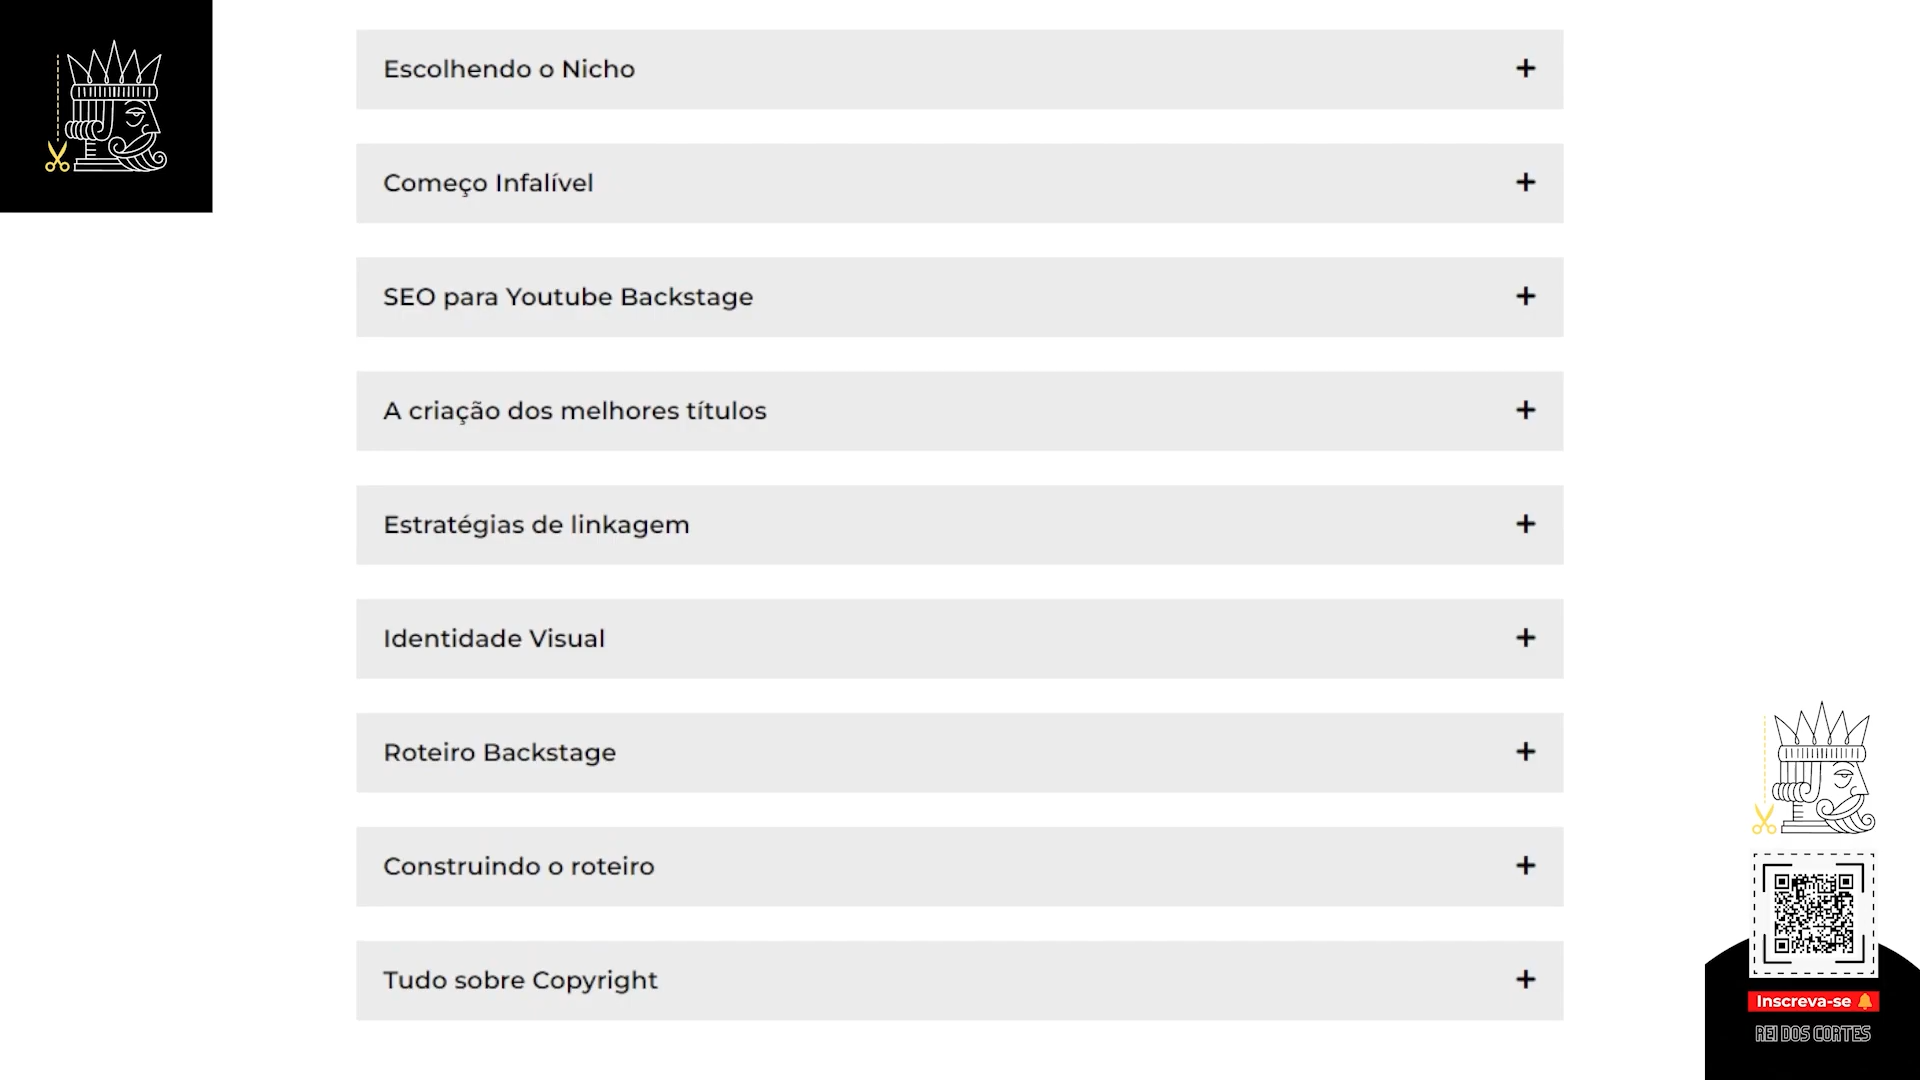 Escolhendo o Nicho
+
Começo Infalível
+
SEO para Youtube Backstage
+
A criação dos melhores títulos
+
Estratégias de linkagem
+
Identidade Visual
+
Roteiro Backstage
+
Construindo o roteiro
+
Tudo sobre Copyright
+
Inscreva-se
REI DOS CORTES